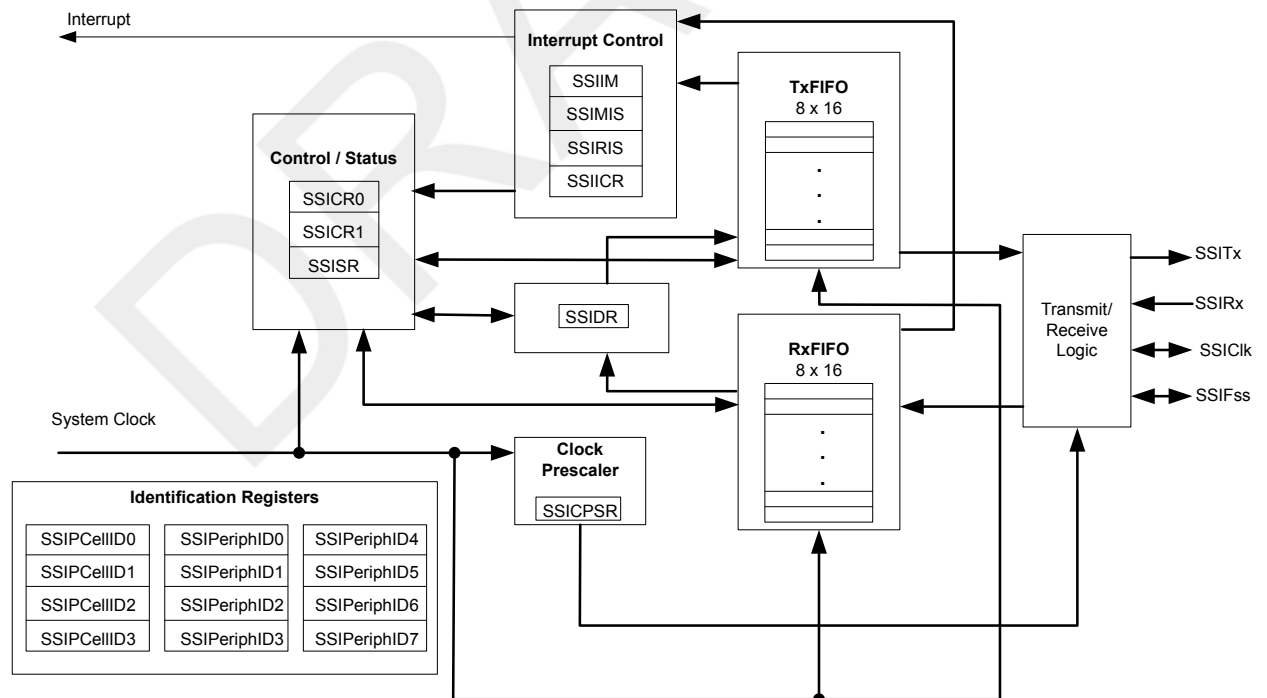 Interrupt
Interrupt Control
SSIIM
SSIMIS
SSIRIS
SSIICR
TxFIFO
8 x 16
.
.
.
Control / Status
SSICR0
SSICR1
SSISR
SSIDR
Transmit/
Receive
Logic
SSITx
SSIRx
SSIClk
SSIFss
RxFIFO
8 x 16
.
.
.
System Clock
Clock
Prescaler
SSICPSR
Identification Registers
SSIPCellID0 SSIPeriphID0 SSIPeriphID4
SSIPCellID1 SSIPeriphID1 SSIPeriphID5
SSIPCellID2 SSIPeriphID2 SSIPeriphID6
SSIPCellID3 SSIPeriphID3 SSIPeriphID7
DRA